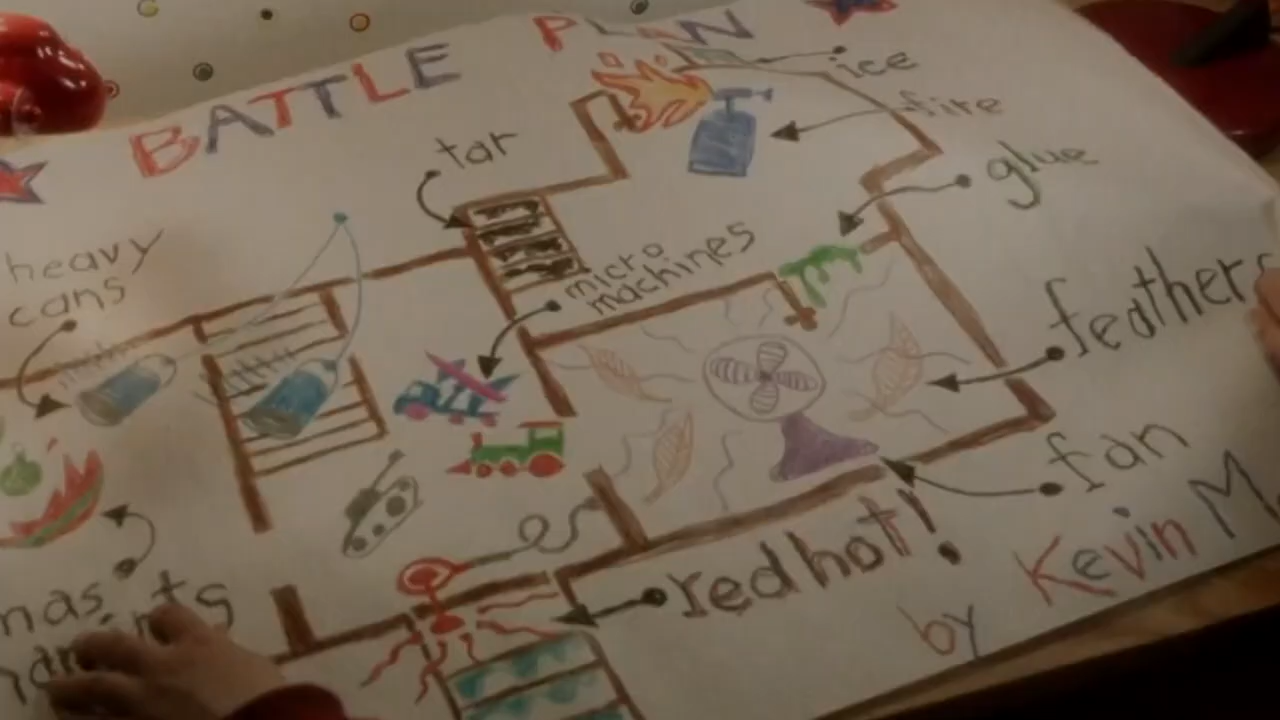 BATTLE PLAN
ice
fire
tar
glue
heavy
cans
micro
machines
feathers
fan
red hot!
by Kevin M